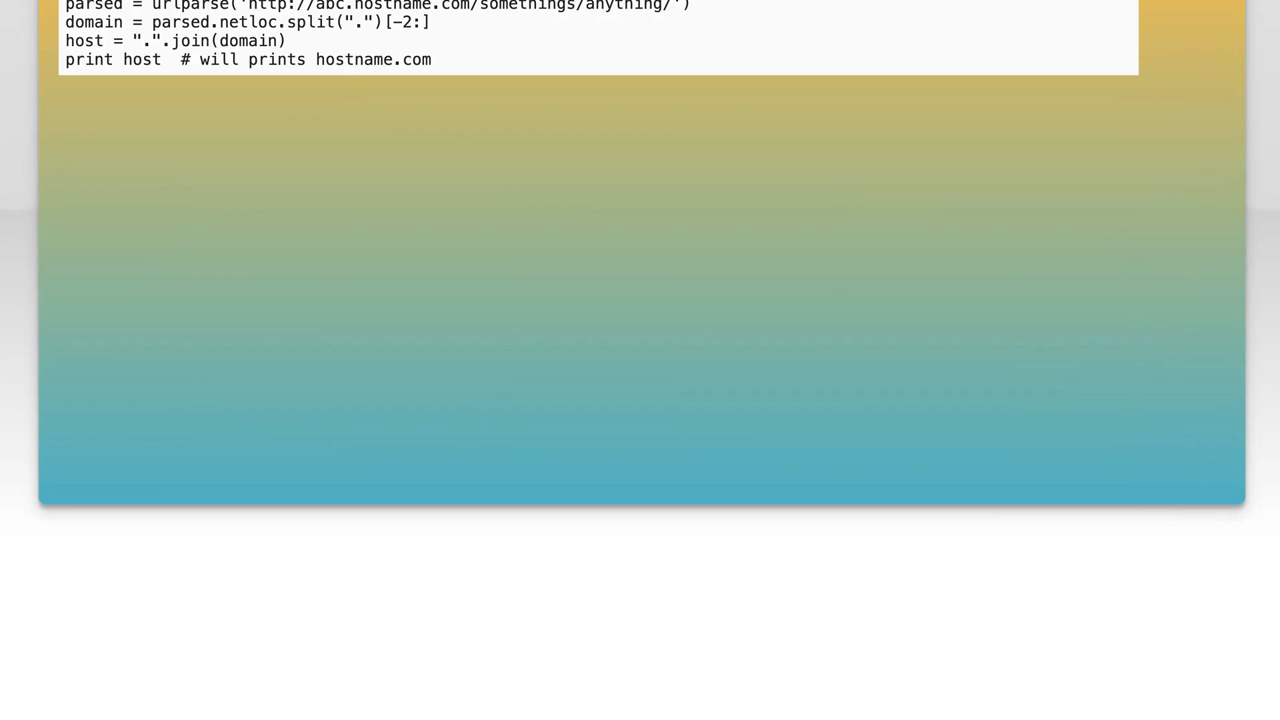 parsed = urlparse('http://abc.hostname.com/somethings/anything/')
domain = parsed.netloc.split(".")[-2:]
host = ".".join(domain)
print host  # will prints hostname.com